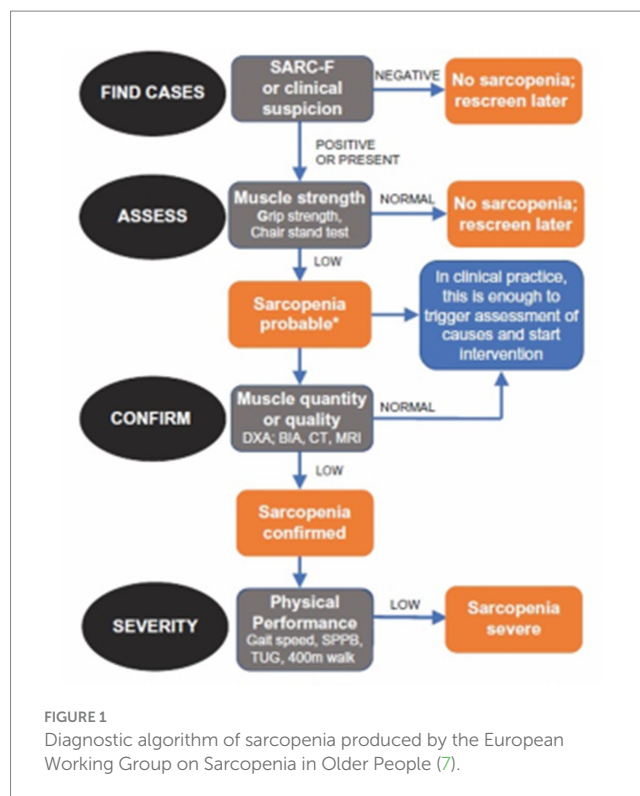 FIND CASES
SARC-F
or clinical
suspicion
NEGATIVE
No sarcopenia;
rescreen later
POSITIVE
OR PRESENT
ASSESS
Muscle strength
Grip strength,
Chair stand test
NORMAL
No sarcopenia;
rescreen later
LOW
Sarcopenia
probable*
In clinical practice,
this is enough to
trigger assessment of
causes and start
intervention
CONFIRM
Muscle quantity
or quality
DXA; BIA, CT, MRI
NORMAL
LOW
Sarcopenia
confirmed
SEVERITY
Physical
Performance
Gait speed, SPPB,
TUG, 400m walk
LOW
Sarcopenia
severe
FIGURE 1
Diagnostic algorithm of sarcopenia produced by the European
Working Group on Sarcopenia in Older People (7).